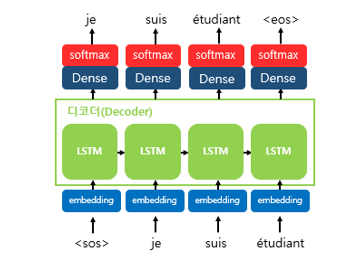 je suis étudiant <eos>
softmax softmax softmax softmax
Dense Dense Dense Dense
디코더(Decoder)
LSTM LSTM LSTM LSTM
embedding embedding embedding embedding
<sos> je suis étudiant